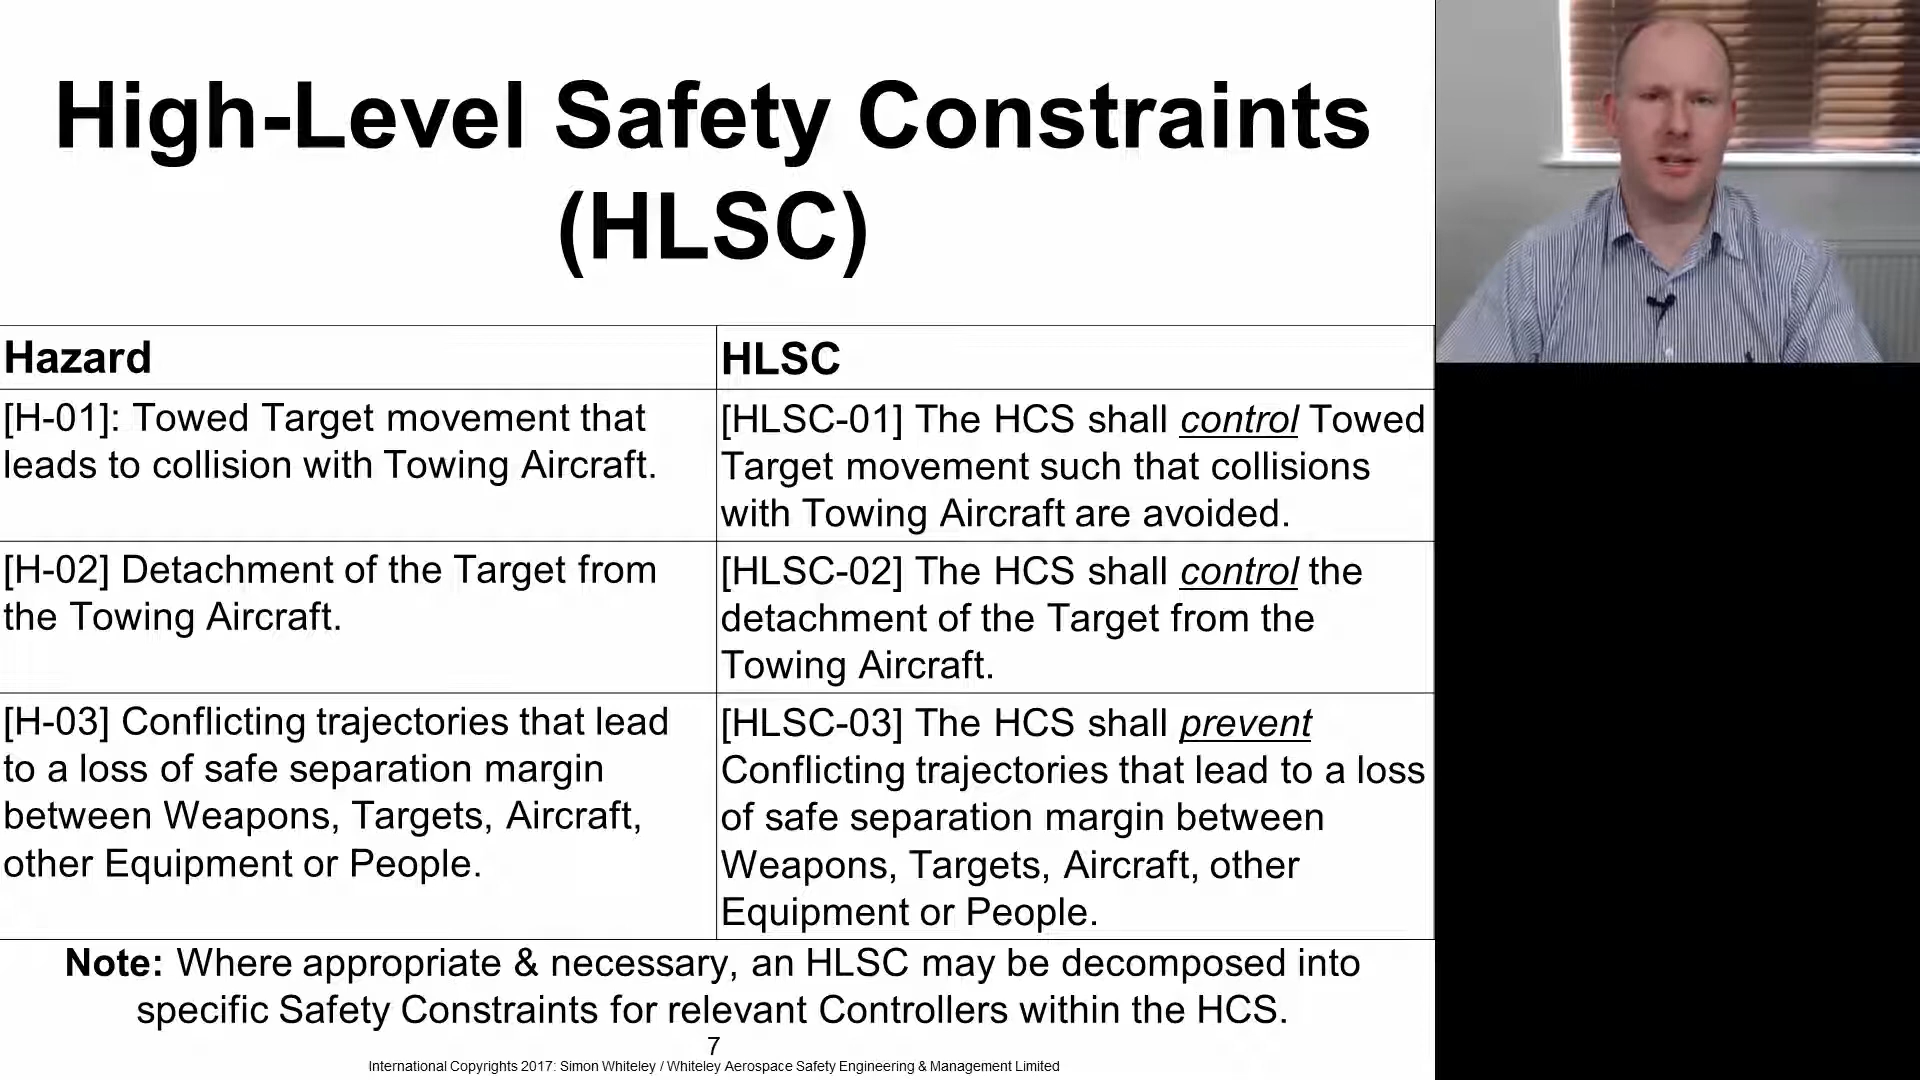 High-Level Safety Constraints
(HLSC)
Hazard
HLSC
[H-01]: Towed Target movement that
leads to collision with Towing Aircraft.
[HLSC-01] The HCS shall control Towed
Target movement such that collisions
with Towing Aircraft are avoided.
[H-02] Detachment of the Target from
the Towing Aircraft.
[HLSC-02] The HCS shall control the
detachment of the Target from the
Towing Aircraft.
[H-03] Conflicting trajectories that lead
to a loss of safe separation margin
between Weapons, Targets, Aircraft,
other Equipment or People.
[HLSC-03] The HCS shall prevent
Conflicting trajectories that lead to a loss
of safe separation margin between
Weapons, Targets, Aircraft, other
Equipment or People.
Note: Where appropriate & necessary, an HLSC may be decomposed into
specific Safety Constraints for relevant Controllers within the HCS.
7
International Copyrights 2017: Simon Whiteley / Whiteley Aerospace Safety Engineering & Management Limited